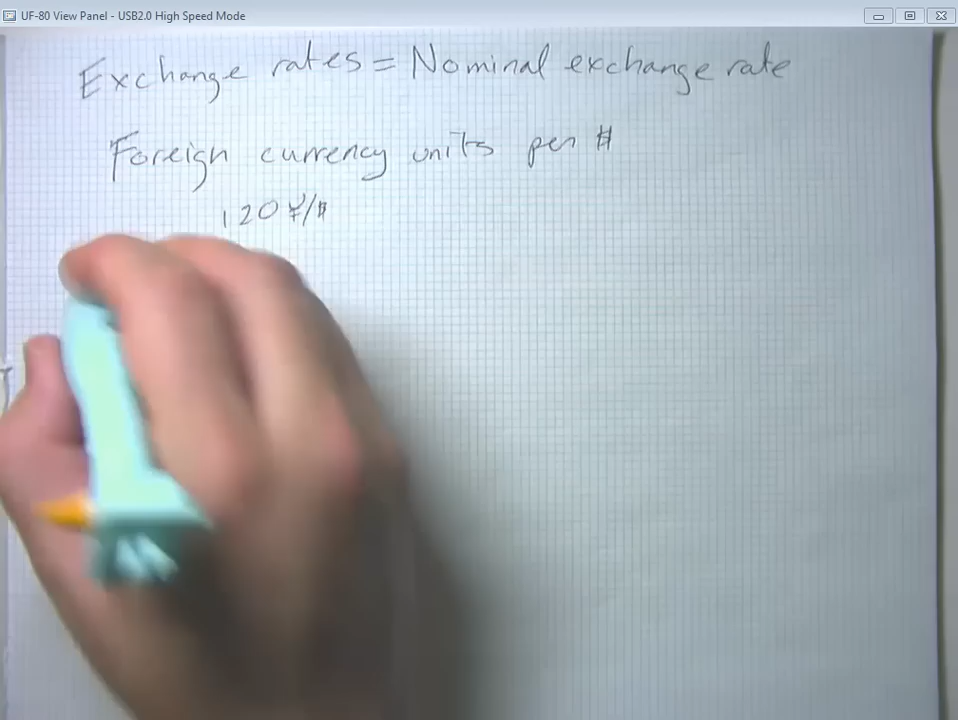 UF-80 View Panel - USB2.0 High Speed Mode
Exchange rates = Nominal exchange rate
Foreign currency units per $
120¥/$